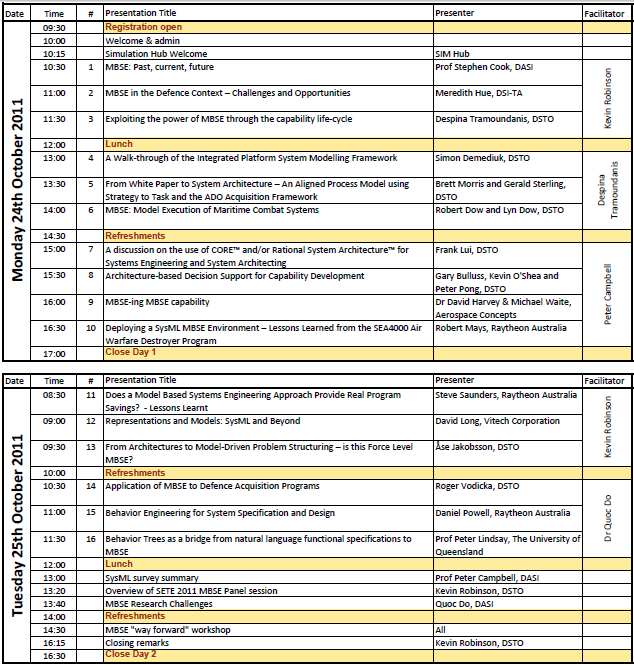 Date Time # Presentation Title Presenter Facilitator
Monday 24th October 2011
09:30 Registration open
10:00 Welcome & admin
10:15 Simulation Hub Welcome SIM Hub
10:30 1 MBSE: Past, current, future Prof Stephen Cook, DASI
Kevin Robinson
11:00 2 MBSE in the Defence Context – Challenges and Opportunities Meredith Hue, DSI-TA
11:30 3 Exploiting the power of MBSE through the capability life-cycle Despina Tramoundanis, DSTO
12:00 Lunch
13:00 4 A Walk-through of the Integrated Platform System Modelling Framework Simon Demediuk, DSTO
Despina
Tramoundanis
13:30 5 From White Paper to System Architecture – An Aligned Process Model using Brett Morris and Gerald Sterling,
Strategy to Task and the ADO Acquisition Framework DSTO
14:00 6 MBSE: Model Execution of Maritime Combat Systems Robert Dow and Lyn Dow, DSTO
14:30 Refreshments
15:00 7 A discussion on the use of CORE™ and/or Rational System Architecture™ for Frank Lui, DSTO
Systems Engineering and System Architecting
Peter Campbell
15:30 8 Architecture-based Decision Support for Capability Development Gary Bulluss, Kevin O'Shea and
Peter Pong, DSTO
16:00 9 MBSE-ing MBSE capability Dr David Harvey & Michael Waite,
Aerospace Concepts
16:30 10 Deploying a SysML MBSE Environment – Lessons Learned from the SEA4000 Air Robert Mays, Raytheon Australia
Warfare Destroyer Program
17:00 Close Day 1
Date Time # Presentation Title Presenter Facilitator
Tuesday 25th October 2011
08:30 11 Does a Model Based Systems Engineering Approach Provide Real Program Steve Saunders, Raytheon Australia
Savings? - Lessons Learnt
Kevin Robinson
09:00 12 Representations and Models: SysML and Beyond David Long, Vitech Corporation
09:30 13 From Architectures to Model-Driven Problem Structuring – is this Force Level Åse Jakobsson, DSTO
MBSE?
10:00 Refreshments
10:30 14 Application of MBSE to Defence Acquisition Programs Roger Vodicka, DSTO
Dr Quoc Do
11:00 15 Behavior Engineering for System Specification and Design Daniel Powell, Raytheon Australia
11:30 16 Behavior Trees as a bridge from natural language functional specifications to Prof Peter Lindsay, The University of
MBSE Queensland
12:00 Lunch
13:00 SysML survey summary Prof Peter Campbell, DASI
13:20 Overview of SETE 2011 MBSE Panel session Kevin Robinson, DSTO
13:40 MBSE Research Challenges Quoc Do, DASI
14:00 Refreshments
14:30 MBSE "way forward" workshop All
16:15 Closing remarks Kevin Robinson, DSTO
16:30 Close Day 2